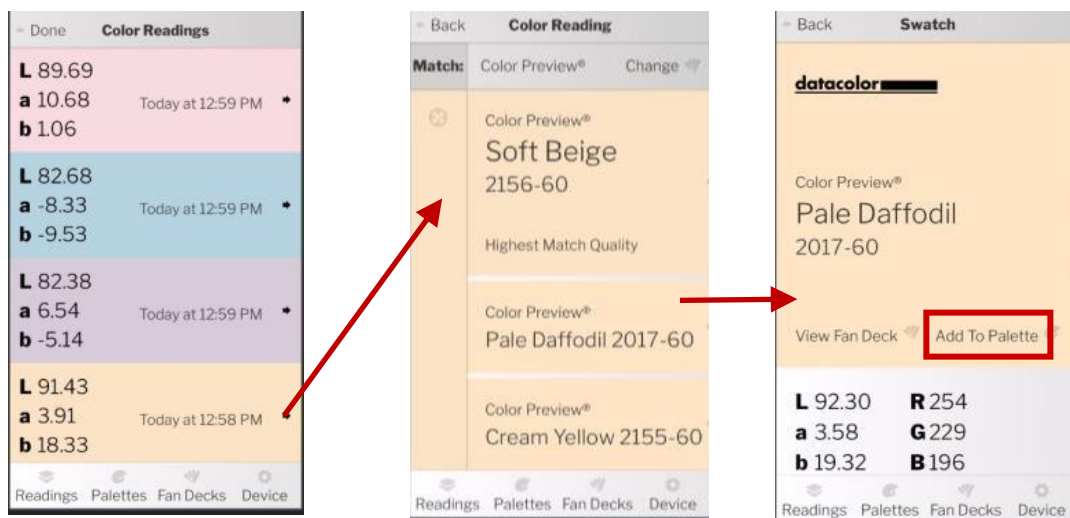 Done Color Readings
L 89.69
a 10.68 Today at 12:59 PM
b 1.06
L 82.68
a -8.33 Today at 12:59 PM
b -9.53
L 82.38
a 6.54 Today at 12:59 PM
b -5.14
L 91.43
a 3.91 Today at 12:58 PM
b 18.33
Readings Palettes Fan Decks Device
Back Color Reading
Match: Color Preview® Change
Color Preview®
Soft Beige
2156-60
Highest Match Quality
Color Preview®
Pale Daffodil 2017-60
Color Preview®
Cream Yellow 2155-60
Readings Palettes Fan Decks Device
Back Swatch
datacolor
Color Preview®
Pale Daffodil
2017-60
View Fan Deck Add To Palette
L 92.30 R 254
a 3.58 G 229
b 19.32 B 196
Readings Palettes Fan Decks Device